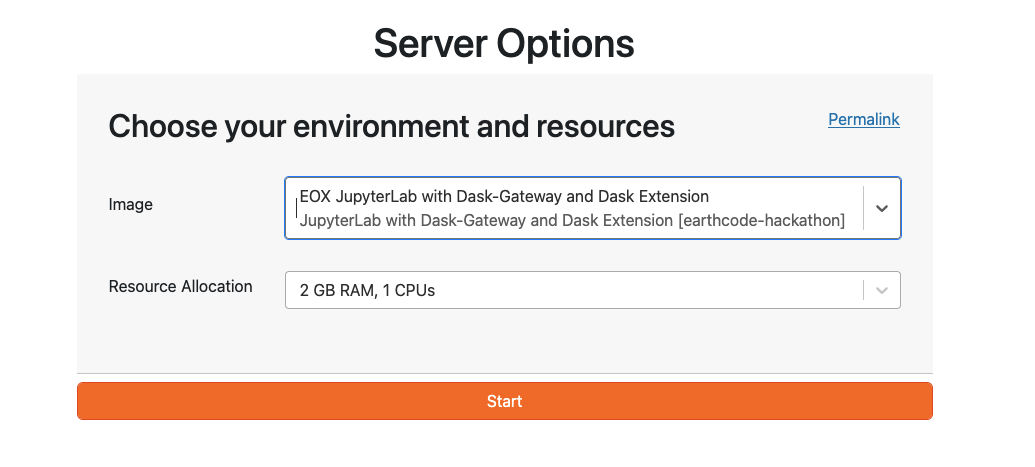 Server Options
Choose your environment and resources
Permalink
Image
EOX JupyterLab with Dask-Gateway and Dask Extension
JupyterLab with Dask-Gateway and Dask Extension [earthcode-hackathon]
Resource Allocation
2 GB RAM, 1 CPUs
Start